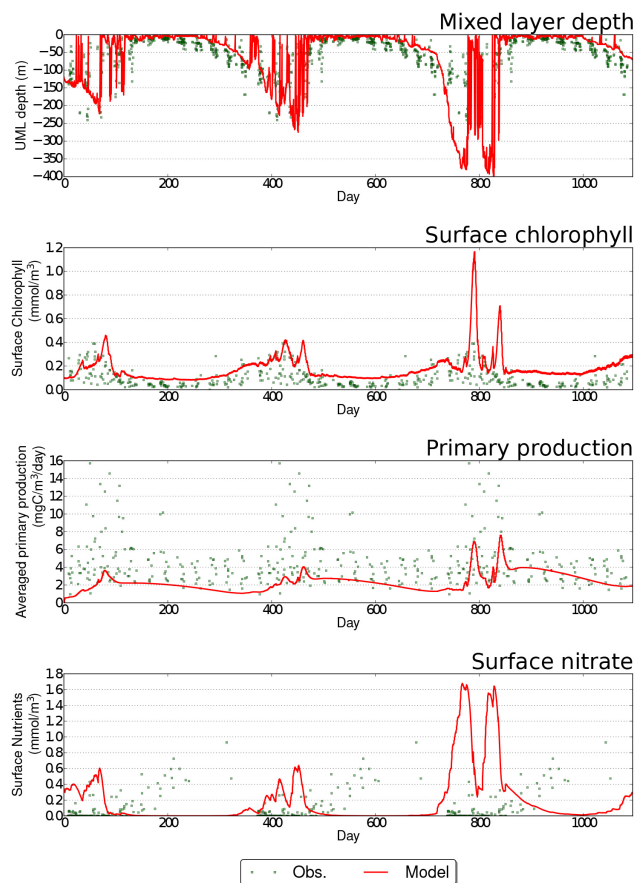 Mixed layer depth
UML depth (m)
0
−50
−100
−150
−200
−250
−300
−350
−400
0 200 400 600 800 1000
Day
Surface chlorophyll
Surface Chlorophyll
(mmol/m³)
1.2
1.0
0.8
0.6
0.4
0.2
0.0
0 200 400 600 800 1000
Day
Primary production
Averaged primary production
(mgC/m³/day)
16
14
12
10
8
6
4
2
0
0 200 400 600 800 1000
Day
Surface nitrate
Surface Nutrients
(mmol/m³)
1.8
1.6
1.4
1.2
1.0
0.8
0.6
0.4
0.2
0.0
0 200 400 600 800 1000
Day
Obs. Model